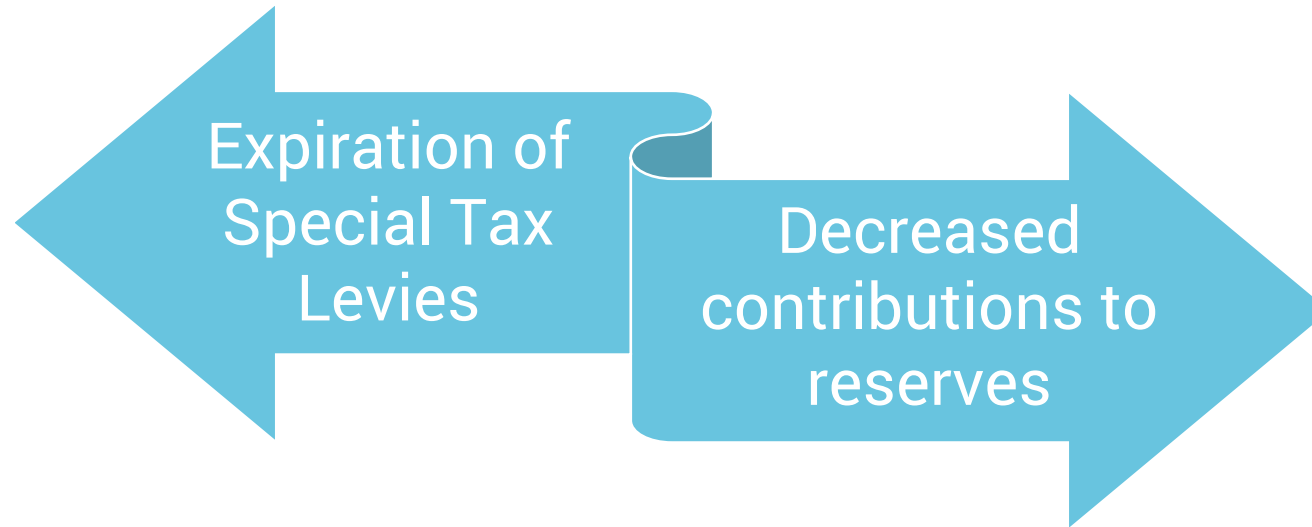 Expiration of
Special Tax
Levies
Decreased
contributions to
reserves